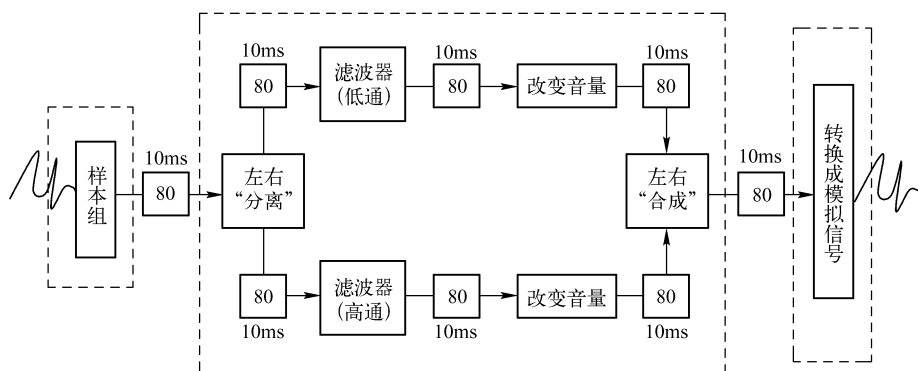 样本组
10ms
80
左右
“分离”
10ms
80
滤波器
(低通)
10ms
80
改变音量
10ms
80
80
10ms
滤波器
(高通)
80
10ms
改变音量
80
10ms
左右
“合成”
10ms
80
转换成模拟信号